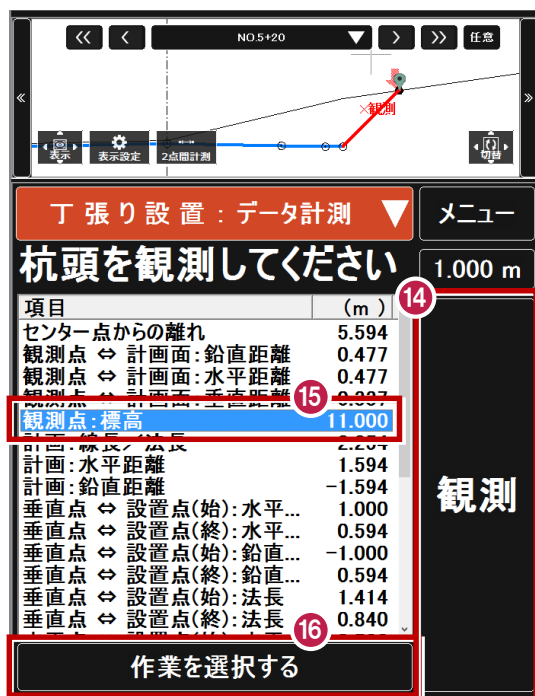 NO.5+20
任意
×観測
表示
表示設定
2点間計測
切替
丁張り設置:データ計測
メニュー
杭頭を観測してください
1.000 m
⑭
項目 (m)
センター点からの離れ 5.594
観測点 ⇔ 計画面:鉛直距離 0.477
観測点 ⇔ 計画面:水平距離 0.477
⑮
観測点:標高 11.000
計画:水平距離 1.594
計画:鉛直距離 -1.594
垂直点 ⇔ 設置点(始):水平... 1.000
垂直点 ⇔ 設置点(終):水平... 0.594
垂直点 ⇔ 設置点(始):鉛直... -1.000
垂直点 ⇔ 設置点(終):鉛直... 0.594
垂直点 ⇔ 設置点(始):法長 1.414
垂直点 ⇔ 設置点(終):法長 0.840
観測
⑯
作業を選択する